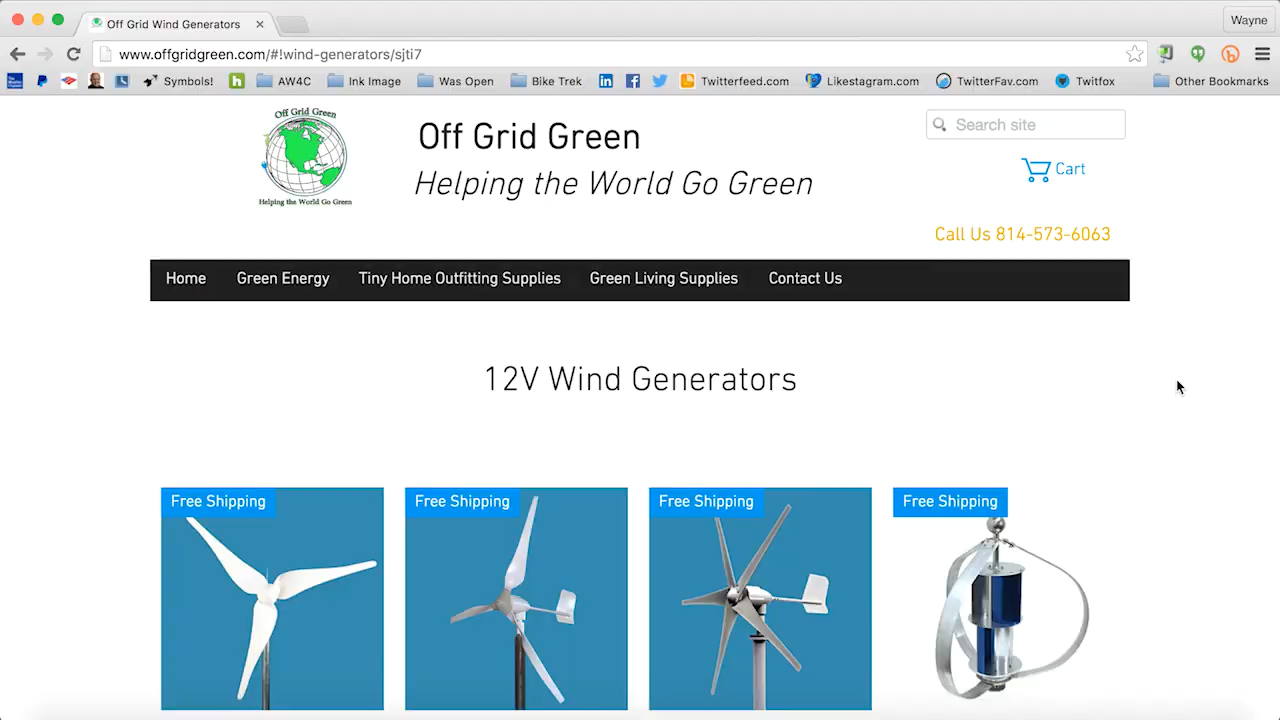 Off Grid Wind Generators
Wayne
www.offgridgreen.com/#!wind-generators/sjti7
Symbols!
AW4C
Ink Image
Was Open
Bike Trek
Twitterfeed.com
Likestagram.com
TwitterFav.com
Twitfox
Other Bookmarks
Off Grid Green
Helping the World Go Green
Off Grid Green
Helping the World Go Green
Search site
Cart
Call Us 814-573-6063
Home Green Energy Tiny Home Outfitting Supplies Green Living Supplies Contact Us
12V Wind Generators
Free Shipping
Free Shipping
Free Shipping
Free Shipping